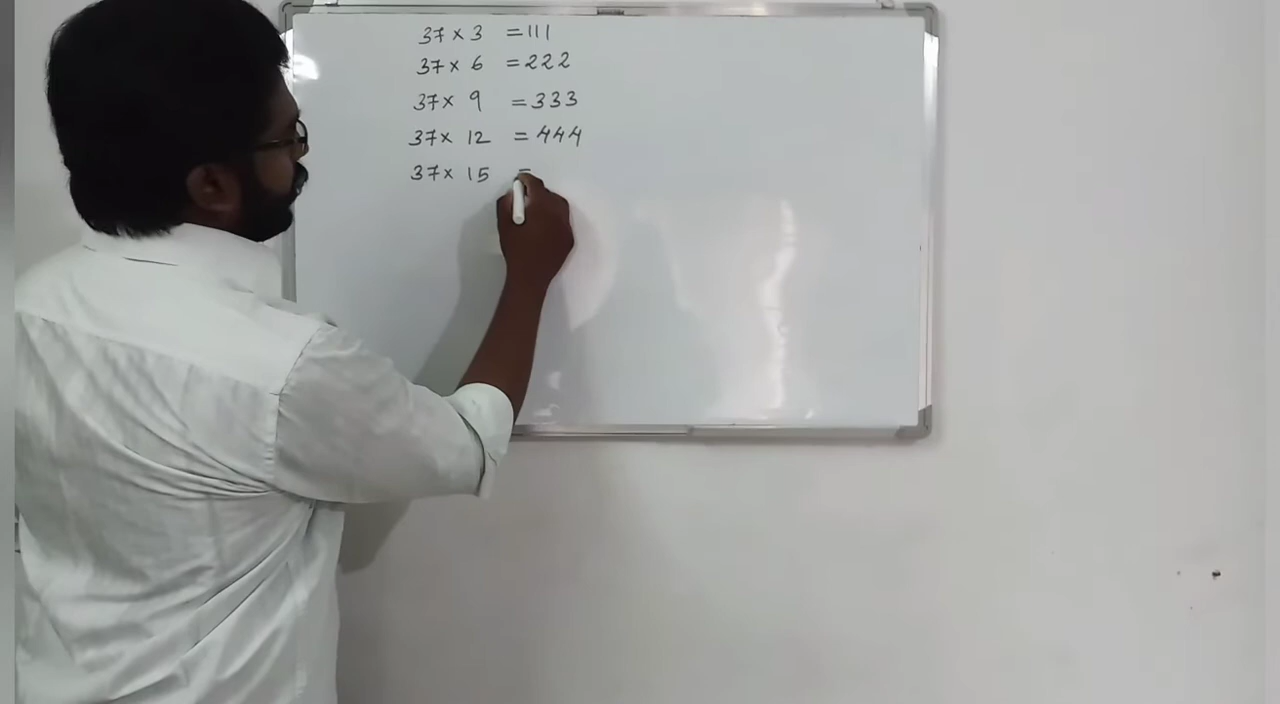 37 × 3 = 111
37 × 6 = 222
37 × 9 = 333
37 × 12 = 444
37 × 15 =